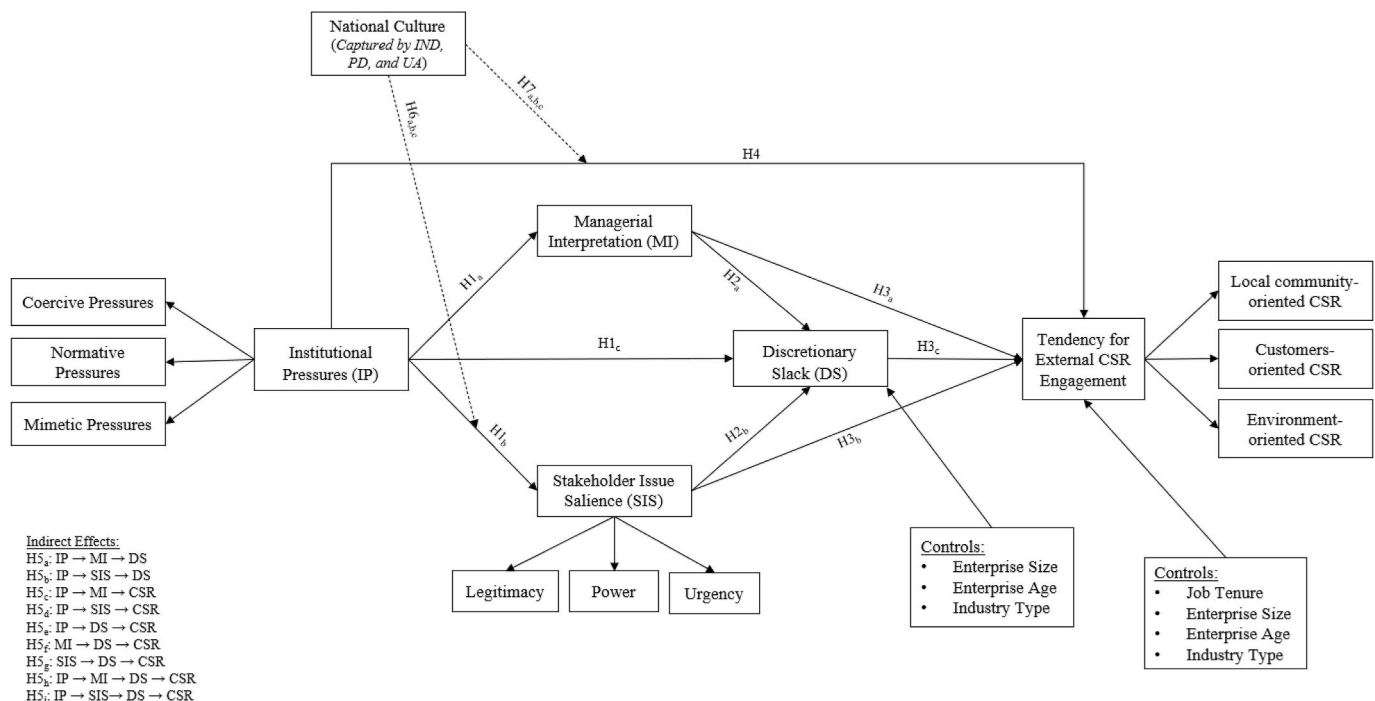 National Culture
(Captured by IND,
PD, and UA)
H7a,b,c
H6a,b,c
H4
Managerial
Interpretation (MI)
H1a
H2a
H3a
Coercive Pressures
Normative
Pressures
Mimetic Pressures
Institutional
Pressures (IP)
H1c
Discretionary
Slack (DS)
H3c
Tendency for
External CSR
Engagement
Local community-
oriented CSR
Customers-
oriented CSR
Environment-
oriented CSR
H1b
H2b
H3b
Stakeholder Issue
Salience (SIS)
Legitimacy
Power
Urgency
Controls:
• Enterprise Size
• Enterprise Age
• Industry Type
Controls:
• Job Tenure
• Enterprise Size
• Enterprise Age
• Industry Type
Indirect Effects:
H5a: IP → MI → DS
H5b: IP → SIS → DS
H5c: IP → MI → CSR
H5d: IP → SIS → CSR
H5e: IP → DS → CSR
H5f: MI → DS → CSR
H5g: SIS → DS → CSR
H5h: IP → MI → DS → CSR
H5i: IP → SIS→ DS → CSR